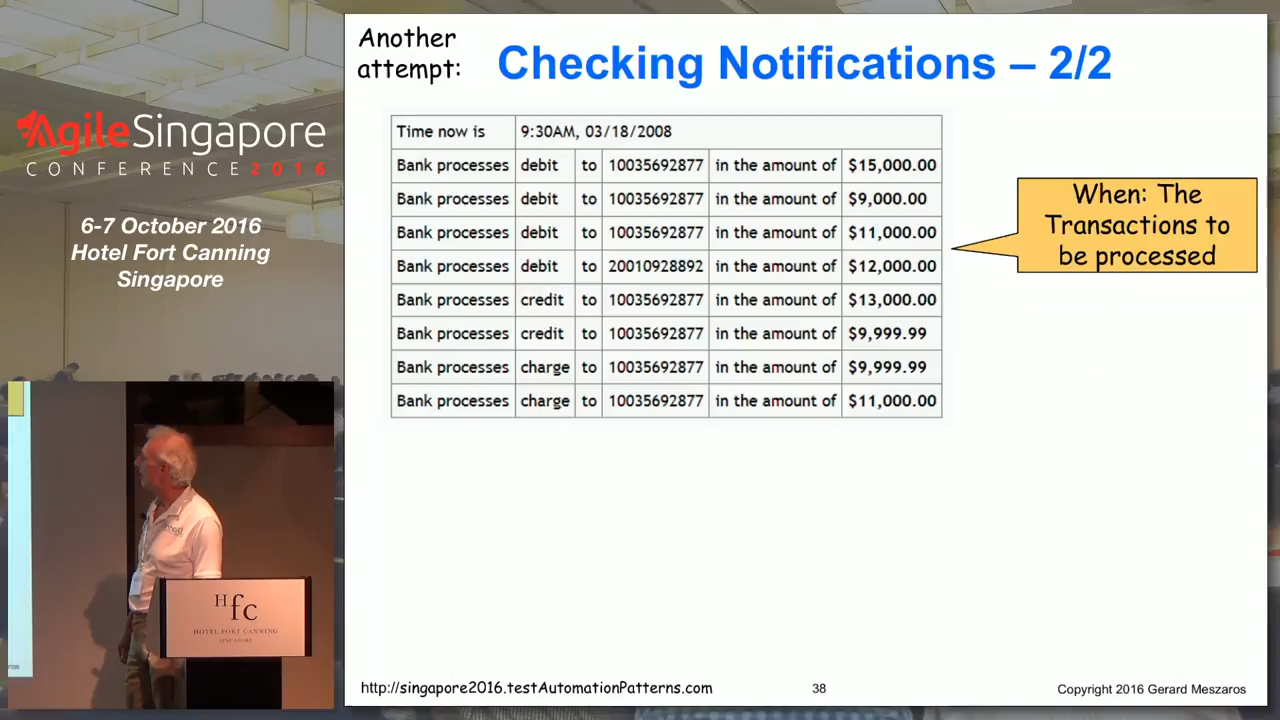 AgileSingapore
CONFERENCE 2016
6-7 October 2016
Hotel Fort Canning
Singapore
Hfc
HOTEL FORT CANNING
SINGAPORE
Another
attempt:
Checking Notifications – 2/2
Time now is 9:30AM, 03/18/2008
Bank processes debit to 10035692877 in the amount of $15,000.00
Bank processes debit to 10035692877 in the amount of $9,000.00
Bank processes debit to 10035692877 in the amount of $11,000.00
Bank processes debit to 20010928892 in the amount of $12,000.00
Bank processes credit to 10035692877 in the amount of $13,000.00
Bank processes credit to 10035692877 in the amount of $9,999.99
Bank processes charge to 10035692877 in the amount of $9,999.99
Bank processes charge to 10035692877 in the amount of $11,000.00
When: The
Transactions to
be processed
http://singapore2016.testAutomationPatterns.com
38
Copyright 2016 Gerard Meszaros